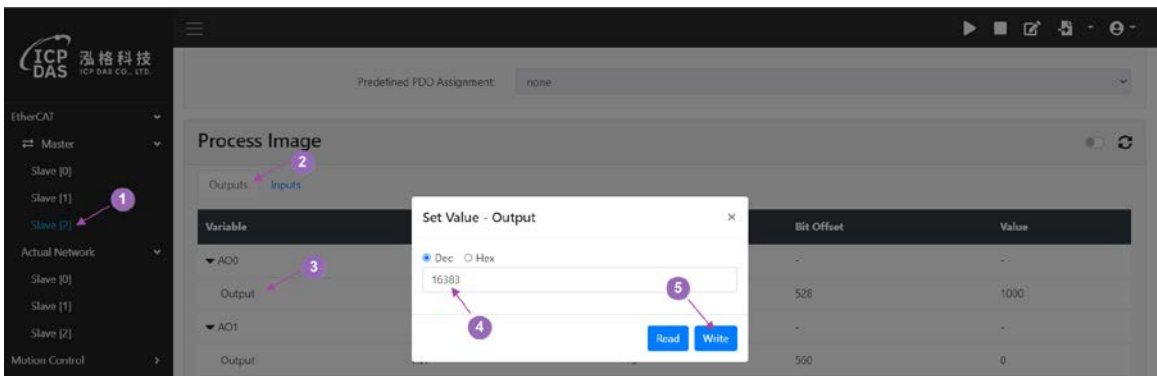 ICP DAS 泓格科技
ICP DAS CO., LTD.
Predefined PDO Assignment: none
EtherCAT
Master
Slave [0]
Slave [1]
1
Slave [2]
Actual Network
Slave [0]
Slave [1]
Slave [2]
Motion Control
Process Image
2
Outputs Inputs
Variable Bit Offset Value
AO0 - -
3
Output 528 1000
AO1 - -
Output 560 0
Set Value - Output ×
Dec Hex
16383
4
5
Read Write